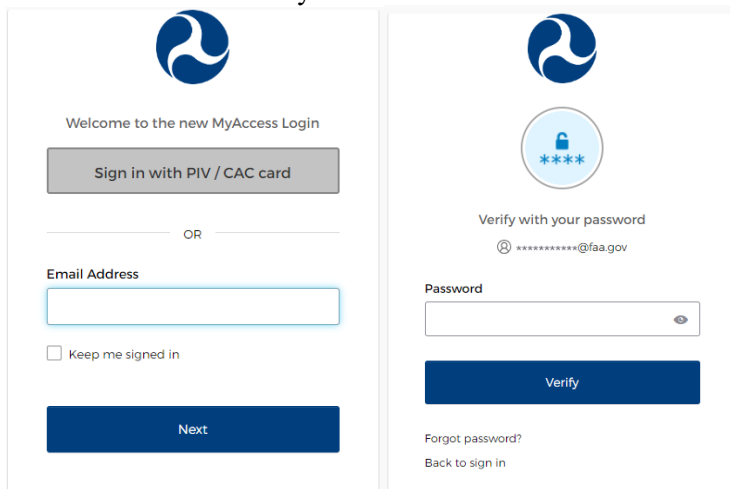 Welcome to the new MyAccess Login
Sign in with PIV / CAC card
OR
Email Address
Keep me signed in
Next
****
Verify with your password
***********@faa.gov
Password
Verify
Forgot password?
Back to sign in